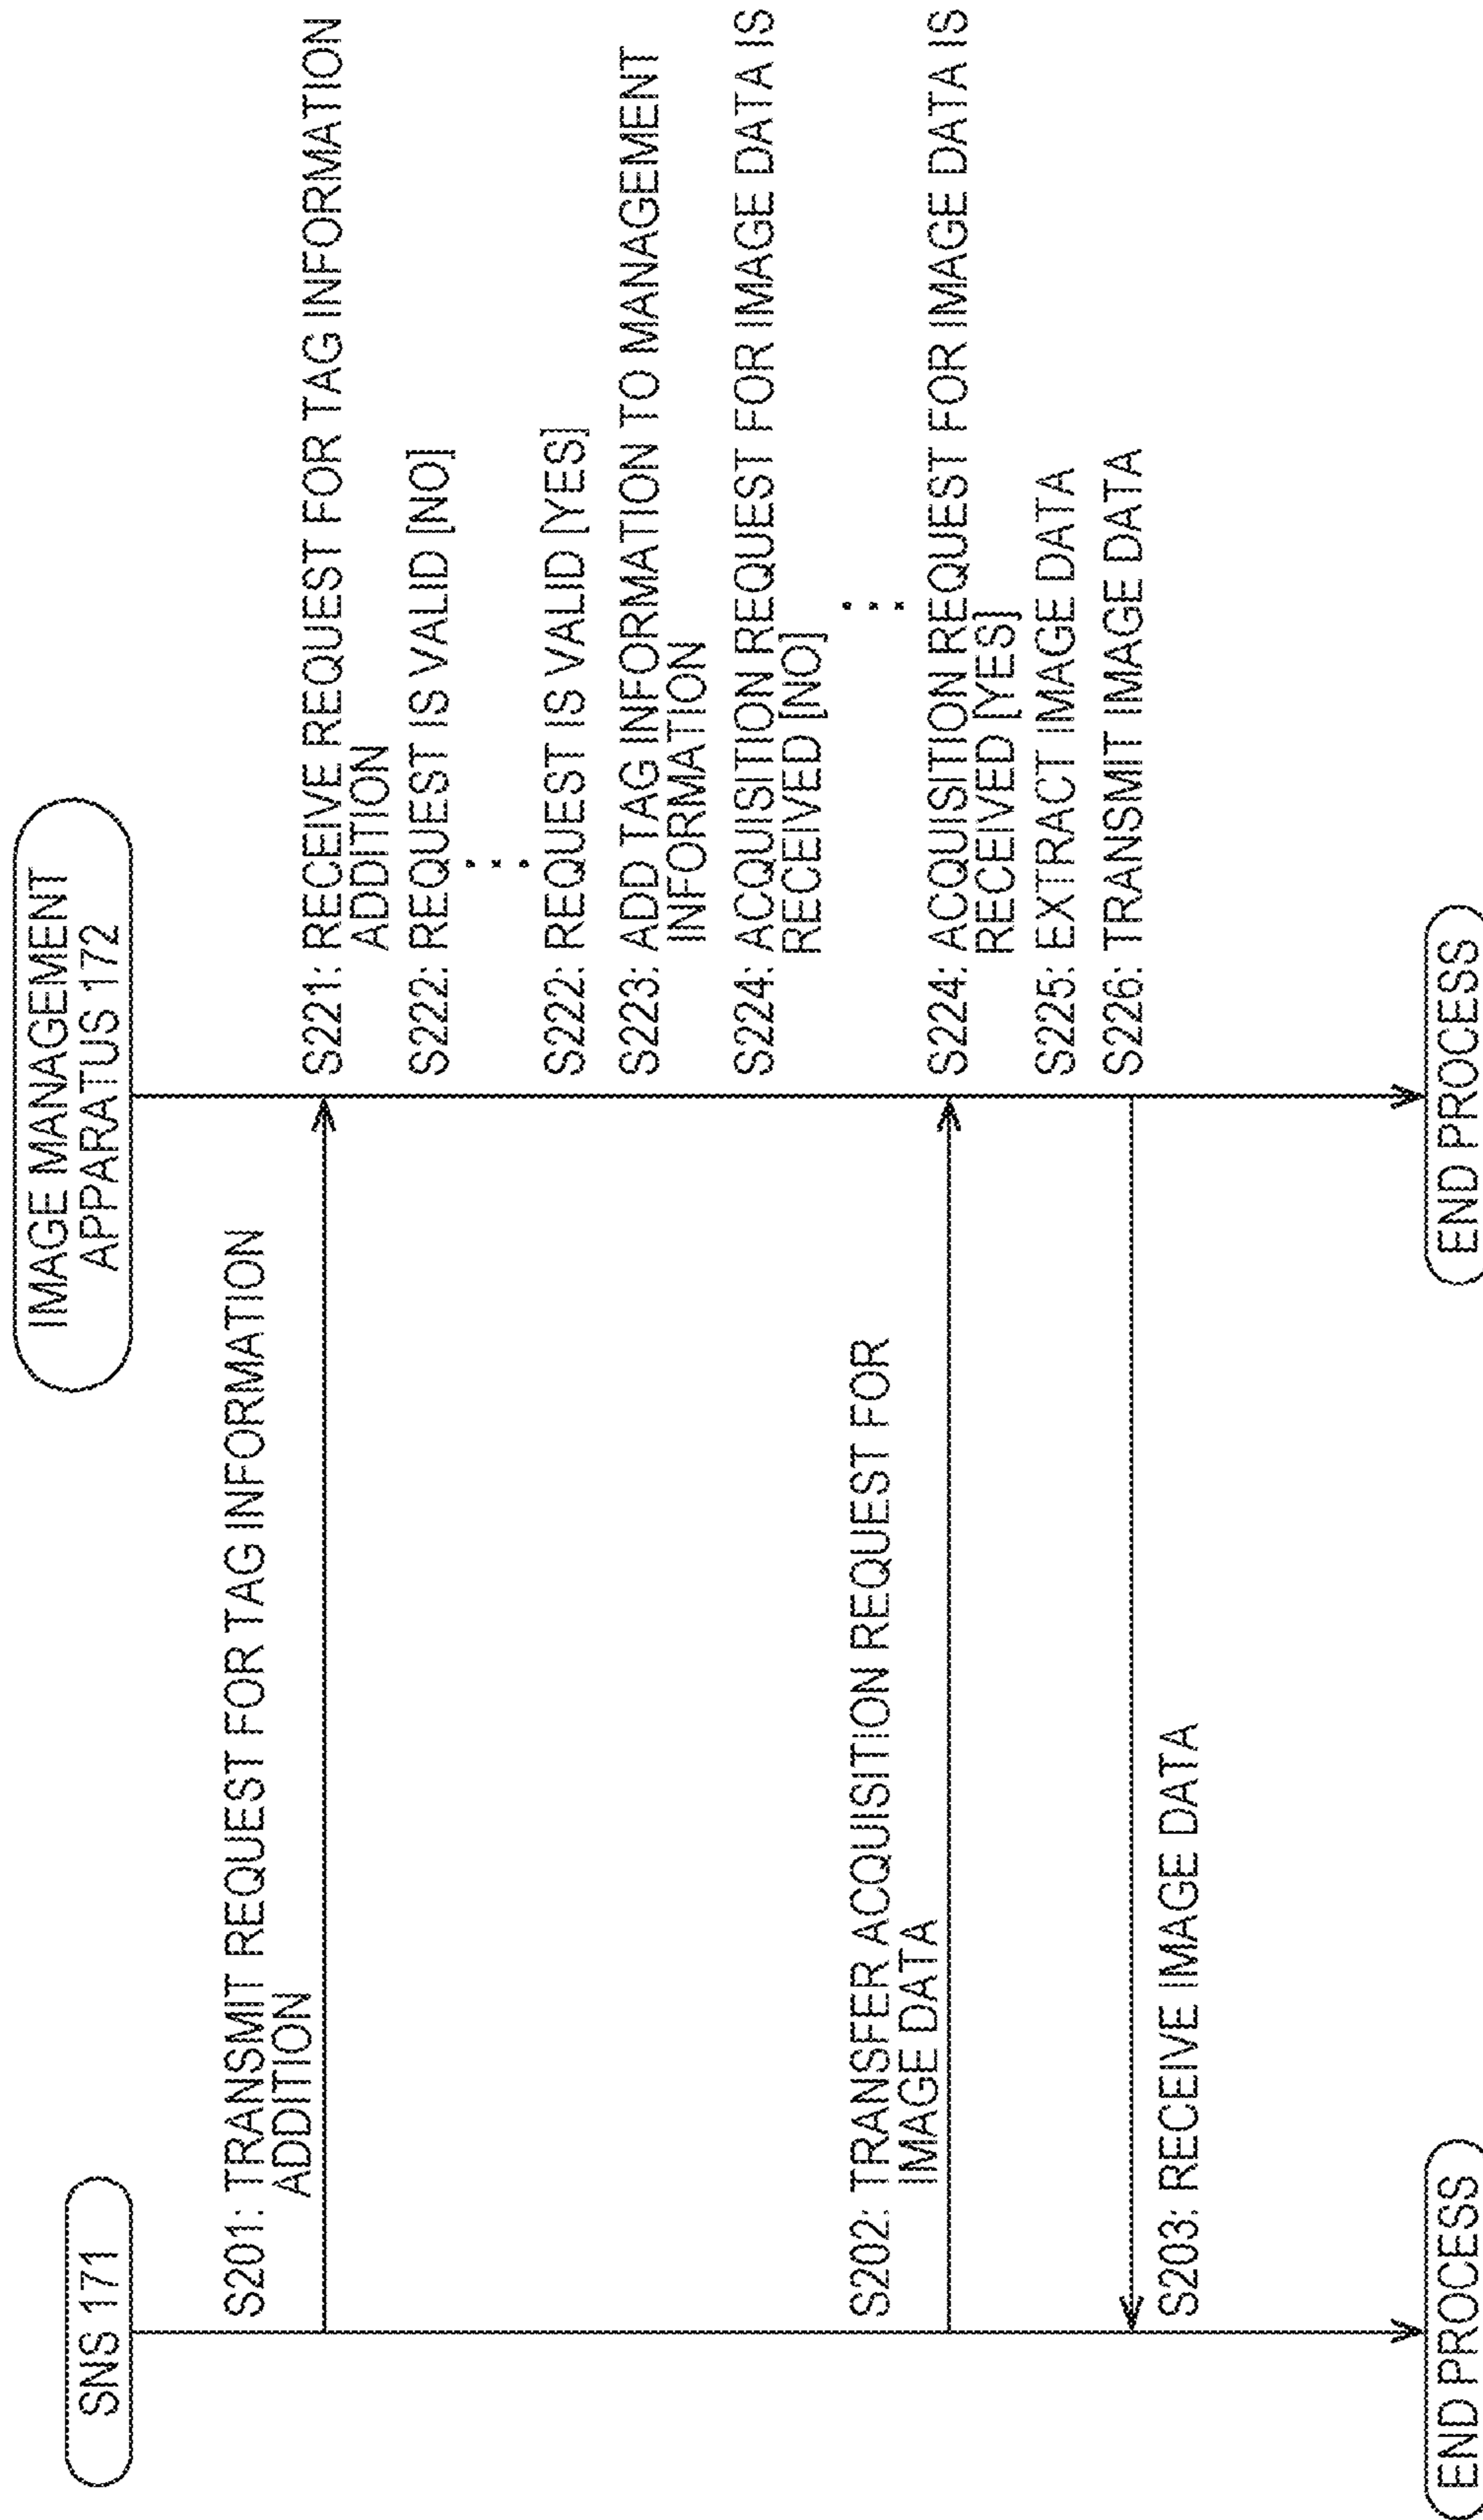 SNS 171
IMAGE MANAGEMENT
APPARATUS 172
S201: TRANSMIT REQUEST FOR TAG INFORMATION
ADDITION
S221: RECEIVE REQUEST FOR TAG INFORMATION
ADDITION
S222: REQUEST IS VALID [NO]
S222: REQUEST IS VALID [YES]
S223: ADD TAG INFORMATION TO MANAGEMENT
INFORMATION
S224: ACQUISITION REQUEST FOR IMAGE DATA IS
RECEIVED [NO]
S202: TRANSFER ACQUISITION REQUEST FOR
IMAGE DATA
S224: ACQUISITION REQUEST FOR IMAGE DATA IS
RECEIVED [YES]
S225: EXTRACT IMAGE DATA
S226: TRANSMIT IMAGE DATA
S203: RECEIVE IMAGE DATA
END PROCESS
END PROCESS